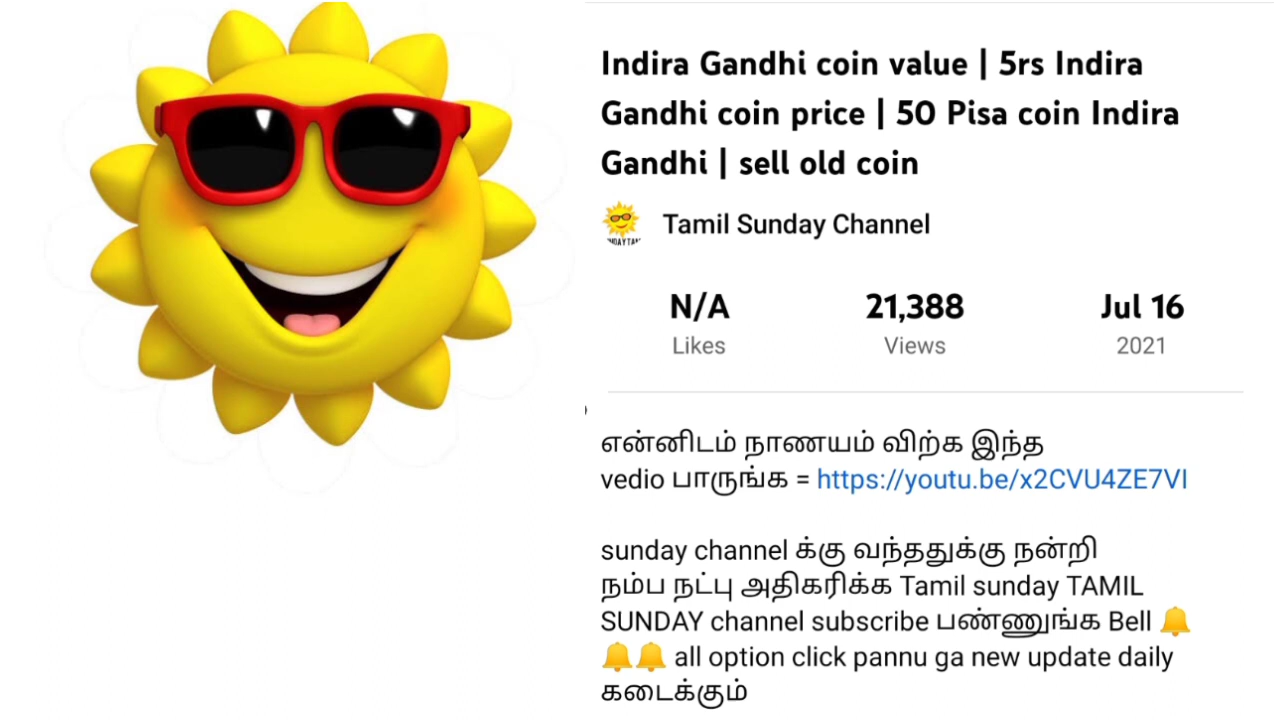 Indira Gandhi coin value | 5rs Indira
Gandhi coin price | 50 Pisa coin Indira
Gandhi | sell old coin
Tamil Sunday Channel
N/A 21,388 Jul 16
Likes Views 2021
என்னிடம் நாணயம் விற்க இந்த
vedio பாருங்க = https://youtu.be/x2CVU4ZE7VI
sunday channel க்கு வந்ததுக்கு நன்றி
நம்ப நட்பு அதிகரிக்க Tamil sunday TAMIL
SUNDAY channel subscribe பண்ணுங்க Bell 🔔
🔔🔔 all option click pannu ga new update daily
கடைக்கும்